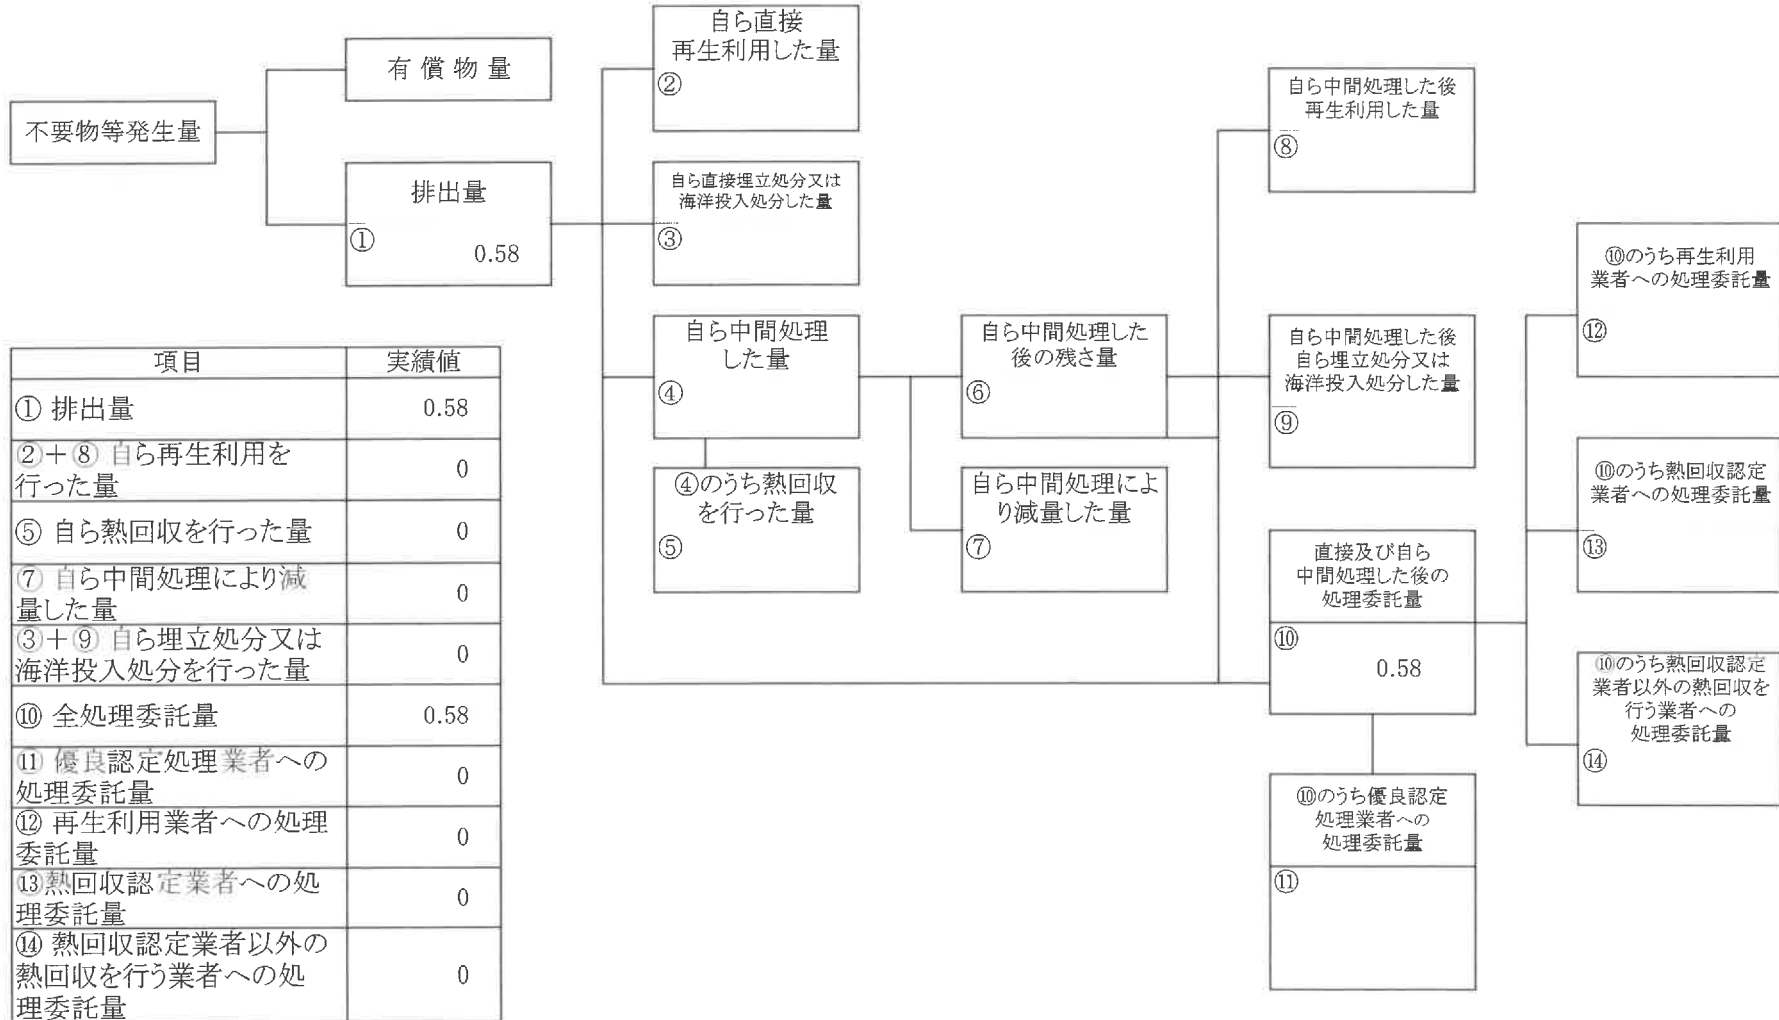 不要物等発生量
有償物量
排出量
①
0.58
自ら直接
再生利用した量
②
自ら直接埋立処分又は
海洋投入処分した量
③
自ら中間処理
した量
④
④のうち熱回収
を行った量
⑤
自ら中間処理した
後の残さ量
⑥
自ら中間処理によ
り減量した量
⑦
自ら中間処理した後
再生利用した量
⑧
自ら中間処理した後
自ら埋立処分又は
海洋投入処分した量
⑨
直接及び自ら
中間処理した後の
処理委託量
⑩
0.58
⑩のうち優良認定
処理業者への
処理委託量
⑪
⑩のうち再生利用
業者への処理委託量
⑫
⑩のうち熱回収認定
業者への処理委託量
⑬
⑩のうち熱回収認定
業者以外の熱回収を
行う業者への
処理委託量
⑭
項目 実績値
① 排出量 0.58
②+⑧ 自ら再生利用を
行った量 0
⑤ 自ら熱回収を行った量 0
⑦ 自ら中間処理により減
量した量 0
③+⑨ 自ら埋立処分又は
海洋投入処分を行った量 0
⑩ 全処理委託量 0.58
⑪ 優良認定処理業者への
処理委託量 0
⑫ 再生利用業者への処理
委託量 0
⑬熱回収認定業者への処
理委託量 0
⑭ 熱回収認定業者以外の
熱回収を行う業者への処
理委託量 0